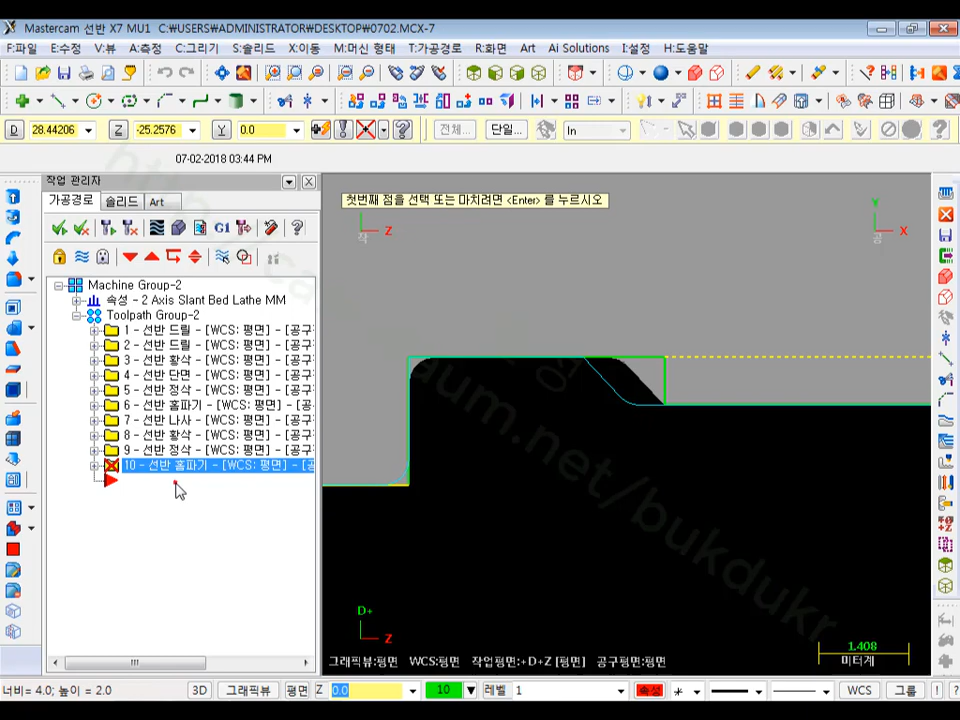 Mastercam 선반 X7 MU1 C:₩USERS₩ADMINISTRATOR₩DESKTOP₩0702.MCX-7
F:파일 E:수정 V:뷰 A:측정 C:그리기 S:솔리드 X:이동 M:머신 형태 T:가공경로 R:화면 Art Ai Solutions I:설정 H:도움말
D 28.44206 Z -25.2576 Y 0.0 전체... 단일... In
07-02-2018 03:44 PM
작업 관리자
가공경로 솔리드 Art
G1
첫번째 점을 선택 또는 마치려면 <Enter> 를 누르시오
Z
작
Y
X
공
Machine Group-2
속성 - 2 Axis Slant Bed Lathe MM
Toolpath Group-2
1 - 선반 드릴 - [WCS: 평면] - [공구
2 - 선반 드릴 - [WCS: 평면] - [공구
3 - 선반 황삭 - [WCS: 평면] - [공구
4 - 선반 단면 - [WCS: 평면] - [공구
5 - 선반 정삭 - [WCS: 평면] - [공구
6 - 선반 홈파기 - [WCS: 평면] - [공
7 - 선반 나사 - [WCS: 평면] - [공구
8 - 선반 황삭 - [WCS: 평면] - [공구
9 - 선반 정삭 - [WCS: 평면] - [공구
10 - 선반 홈파기 - [WCS: 평면] - [공
D+
Z
그래픽뷰:평면 WCS:평면 작업평면:+D+Z [평면] 공구평면:평면
1.408
미터계
너비= 4.0; 높이 = 2.0 3D 그래픽뷰 평면 Z 0.0 10 레벨 1 속성 WCS 그룹 ! ?